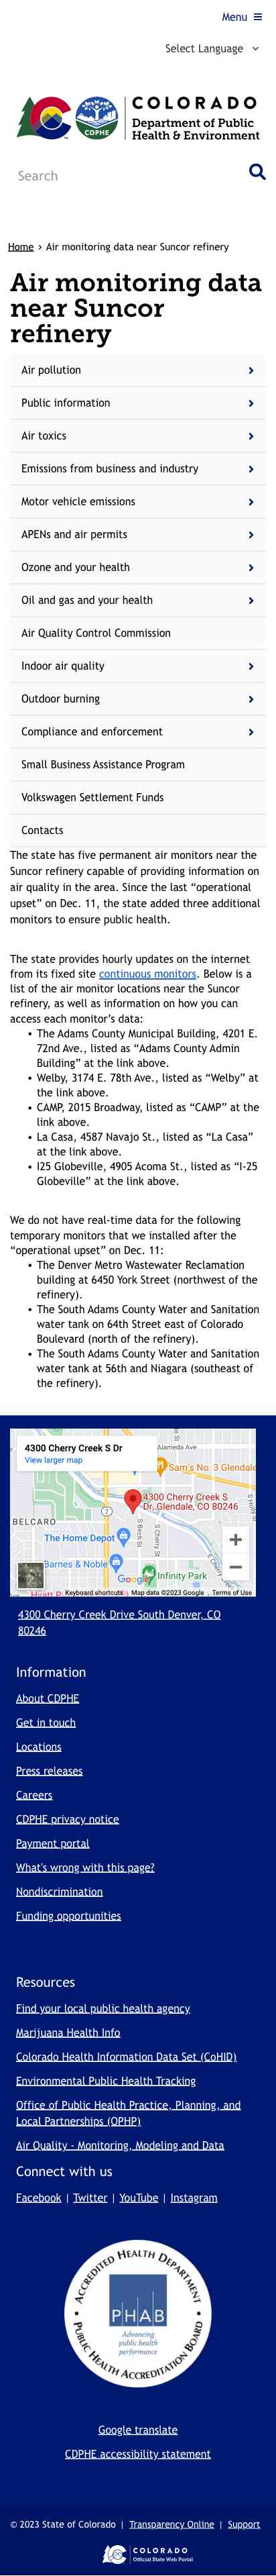 Menu
Select Language
COLORADO
Department of Public
Health & Environment
CDPHE
Search
Home > Air monitoring data near Suncor refinery
Air monitoring data
near Suncor
refinery
Air pollution
Public information
Air toxics
Emissions from business and industry
Motor vehicle emissions
APENs and air permits
Ozone and your health
Oil and gas and your health
Air Quality Control Commission
Indoor air quality
Outdoor burning
Compliance and enforcement
Small Business Assistance Program
Volkswagen Settlement Funds
Contacts
The state has five permanent air monitors near the
Suncor refinery capable of providing information on
air quality in the area. Since the last “operational
upset” on Dec. 11, the state added three additional
monitors to ensure public health.
The state provides hourly updates on the internet
from its fixed site continuous monitors. Below is a
list of the air monitor locations near the Suncor
refinery, as well as information on how you can
access each monitor’s data:
• The Adams County Municipal Building, 4201 E.
72nd Ave., listed as “Adams County Admin
Building” at the link above.
• Welby, 3174 E. 78th Ave., listed as “Welby” at
the link above.
• CAMP, 2015 Broadway, listed as “CAMP” at the
link above.
• La Casa, 4587 Navajo St., listed as “La Casa”
at the link above.
• I25 Globeville, 4905 Acoma St., listed as “I-25
Globeville” at the link above.
We do not have real-time data for the following
temporary monitors that we installed after the
“operational upset” on Dec. 11:
• The Denver Metro Wastewater Reclamation
building at 6450 York Street (northwest of the
refinery).
• The South Adams County Water and Sanitation
water tank on 64th Street east of Colorado
Boulevard (north of the refinery).
• The South Adams County Water and Sanitation
water tank at 56th and Niagara (southeast of
the refinery).
4300 Cherry Creek S Dr
View larger map
Alameda Ave
Sam's No. 3 Glendale
4300 Cherry Creek S
Dr, Glendale, CO 80246
BELCARO
The Home Depot
Barnes & Noble
Infinity Park
S Birch St
Cherry St
Google
Keyboard shortcuts
Map data ©2023 Google
Terms of Use
4300 Cherry Creek Drive South Denver, CO
80246
Information
About CDPHE
Get in touch
Locations
Press releases
Careers
CDPHE privacy notice
Payment portal
What's wrong with this page?
Nondiscrimination
Funding opportunities
Resources
Find your local public health agency
Marijuana Health Info
Colorado Health Information Data Set (CoHID)
Environmental Public Health Tracking
Office of Public Health Practice, Planning, and
Local Partnerships (OPHP)
Air Quality - Monitoring, Modeling and Data
Connect with us
Facebook | Twitter | YouTube | Instagram
ACCREDITED HEALTH DEPARTMENT
PHAB
Advancing
public health
performance
PUBLIC HEALTH ACCREDITATION BOARD
Google translate
CDPHE accessibility statement
© 2023 State of Colorado | Transparency Online | Support
COLORADO
Official State Web Portal